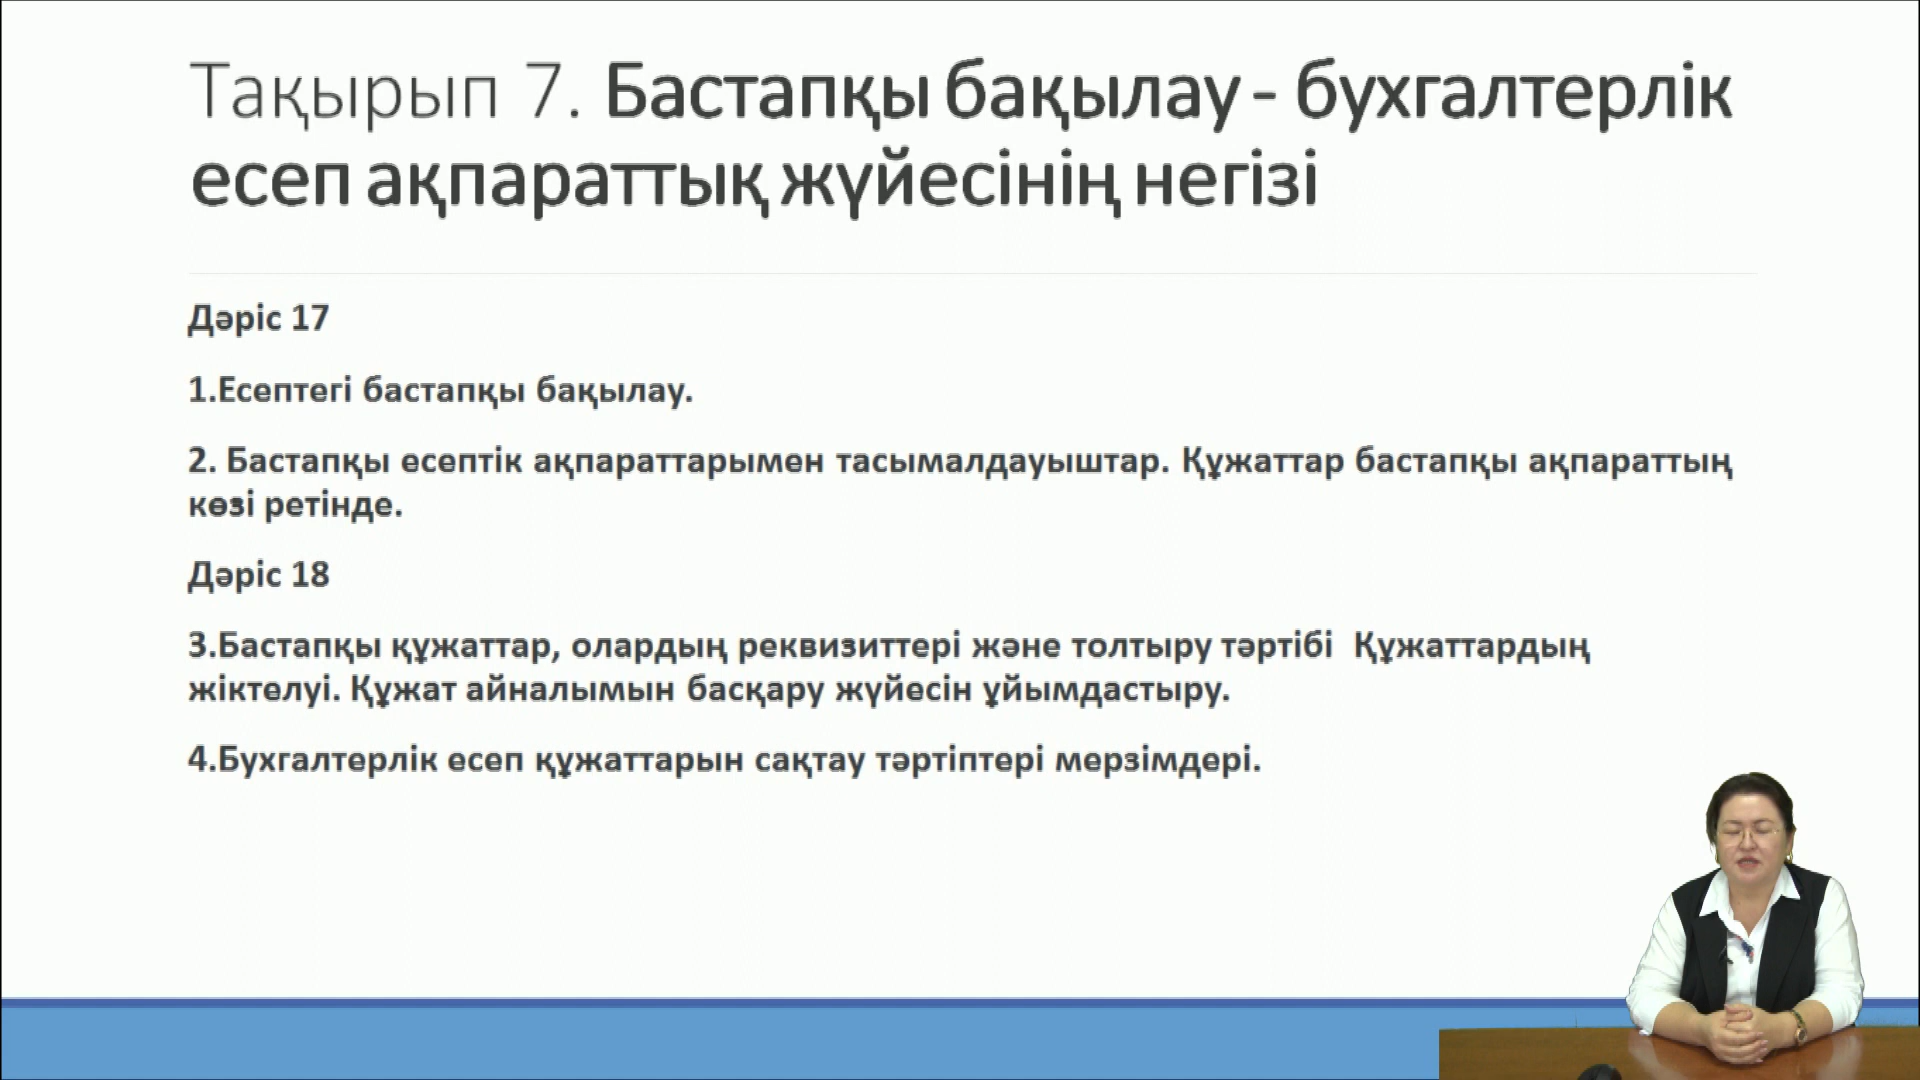 Тақырып 7. Бастапқы бақылау - бухгалтерлік
есеп ақпараттық жүйесінің негізі
Дәріс 17
1.Есептегі бастапқы бақылау.
2. Бастапқы есептік ақпараттарымен тасымалдауыштар. Құжаттар бастапқы ақпараттың
көзі ретінде.
Дәріс 18
3.Бастапқы құжаттар, олардың реквизиттері және толтыру тәртібі  Құжаттардың
жіктелуі. Құжат айналымын басқару жүйесін ұйымдастыру.
4.Бухгалтерлік есеп құжаттарын сақтау тәртіптері мерзімдері.